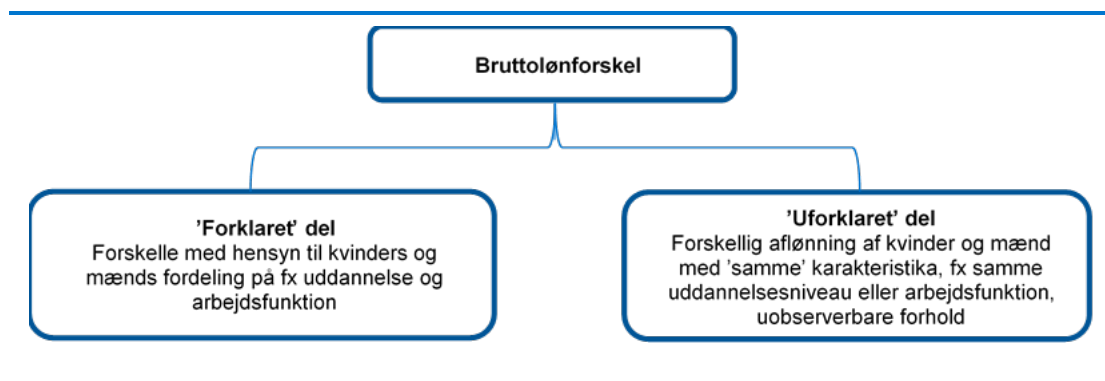 Bruttolønforskel
’Forklaret’ del
Forskelle med hensyn til kvinders og
mænds fordeling på fx uddannelse og
arbejdsfunktion
’Uforklaret’ del
Forskellig aflønning af kvinder og mænd
med ’samme’ karakteristika, fx samme
uddannelsesniveau eller arbejdsfunktion,
uobserverbare forhold